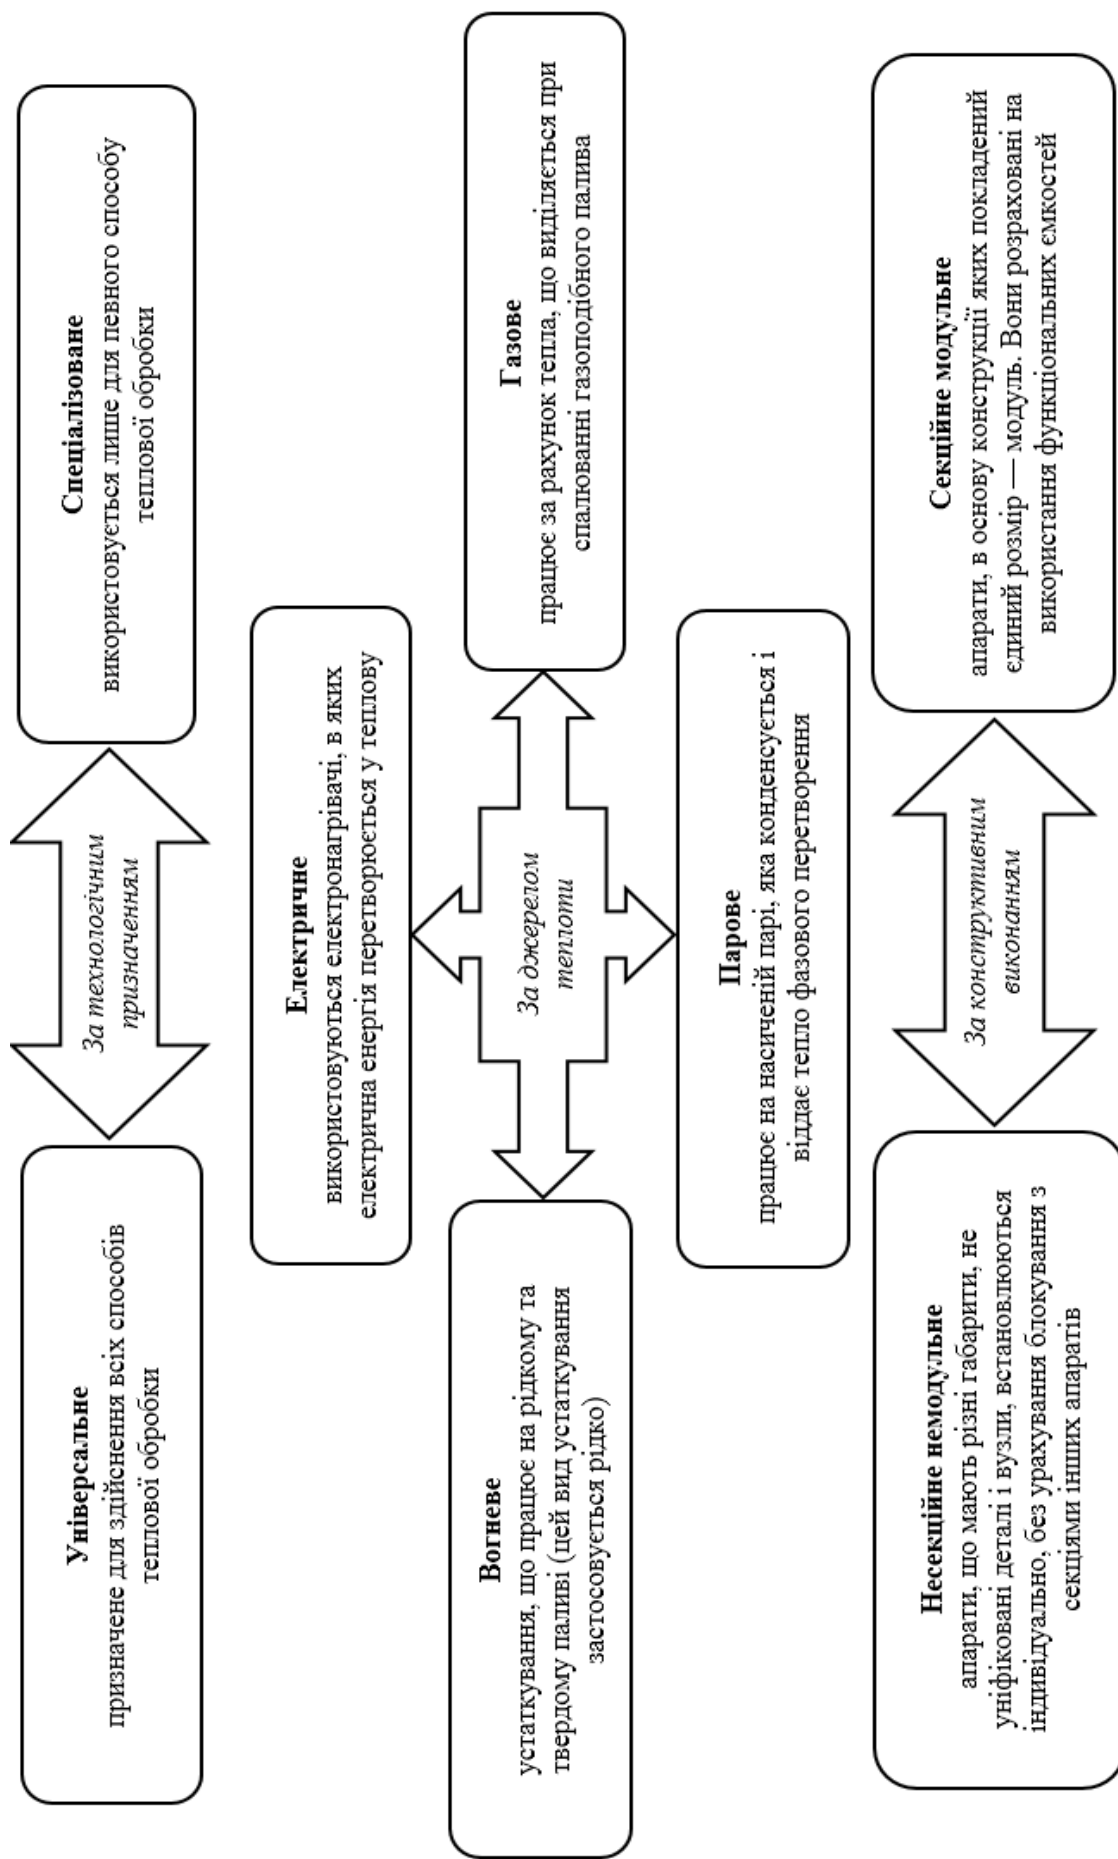 Універсальне
призначене для здійснення всіх способів
теплової обробки
За технологічним
призначенням
Спеціалізоване
використовується лише для певного способу
теплової обробки
Електричне
використовуються електронагрівачі, в яких
електрична енергія перетворюється у теплову
Вогневе
устаткування, що працює на рідкому та
твердому паливі (цей вид устаткування
застосовується рідко)
За джерелом
теплоти
Газове
працює за рахунок тепла, що виділяється при
спалюванні газоподібного палива
Парове
працює на насиченій парі, яка конденсується і
віддає тепло фазового перетворення
Несекційне немодульне
апарати, що мають різні габарити, не
уніфіковані деталі і вузли, встановлюються
індивідуально, без урахування блокування з
секціями інших апаратів
За конструктивним
виконанням
Секційне модульне
апарати, в основу конструкції яких покладений
єдиний розмір — модуль. Вони розраховані на
використання функціональних ємкостей